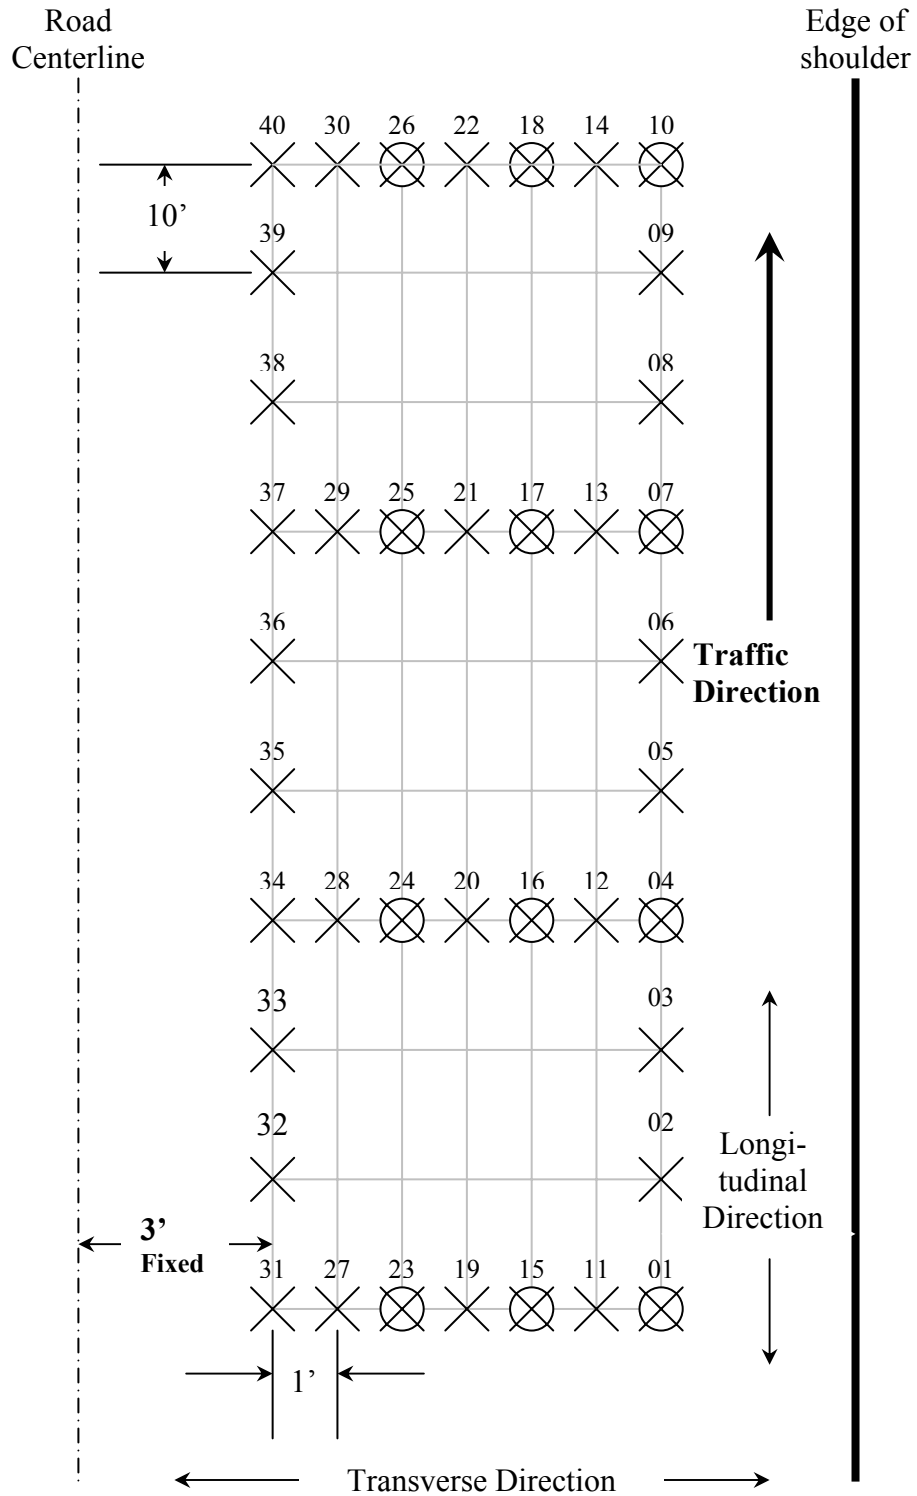 Road
Centerline
Edge of
shoulder
40 30 26 22 18 14 10
10’
39 09
38 08
37 29 25 21 17 13 07
36 06
Traffic
Direction
35 05
34 28 24 20 16 12 04
33 03
32 02
Longi-
tudinal
Direction
3’
Fixed
31 27 23 19 15 11 01
1’
Transverse Direction